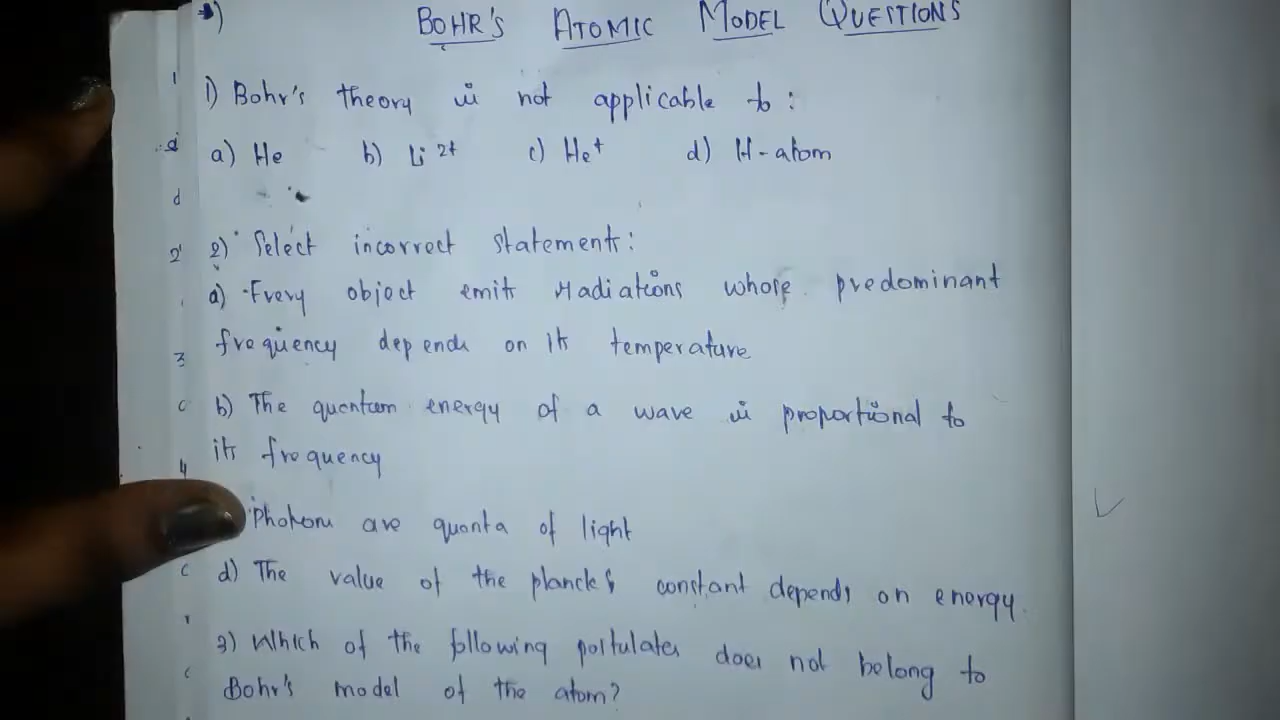 BOHR'S ATOMIC MODEL QUESTIONS
1) Bohr's theory is not applicable to :
a) He b) Li 2+ c) He+ d) H-atom
2) Select incorrect statement:
a) Every object emits radiations whose predominant
frequency depends on its temperature
b) The quantum energy of a wave is proportional to
its frequency
Photons are quanta of light
d) The value of the planck's constant depends on energy.
3) Which of the following postulates does not belong to
Bohr's model of the atom?